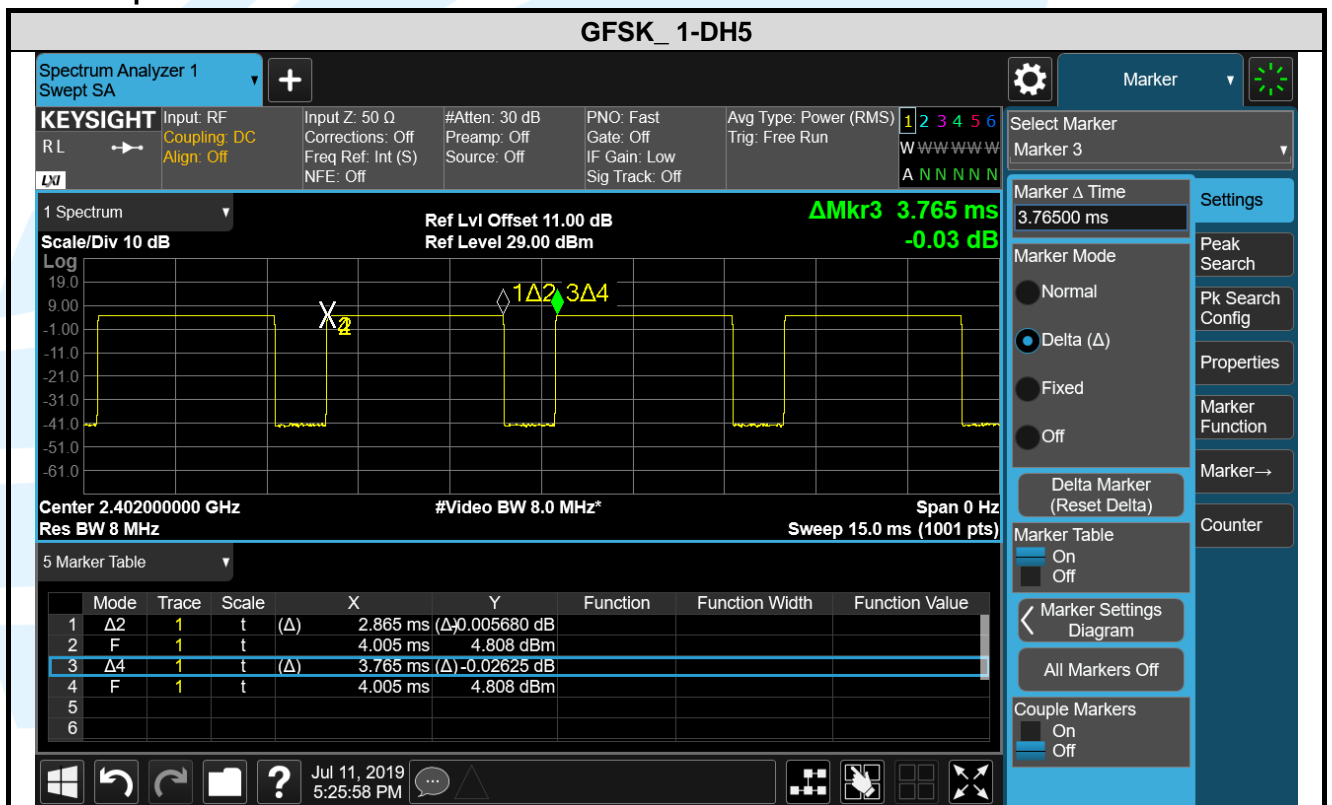 GFSK_ 1-DH5
Spectrum Analyzer 1
Swept SA
+
Marker
KEYSIGHT
R L
LXI
Input: RF
Coupling: DC
Align: Off
Input Z: 50 Ω
Corrections: Off
Freq Ref: Int (S)
NFE: Off
#Atten: 30 dB
Preamp: Off
Source: Off
PNO: Fast
Gate: Off
IF Gain: Low
Sig Track: Off
Avg Type: Power (RMS)
Trig: Free Run
1 2 3 4 5 6
W W W W W W
A N N N N N
Select Marker
Marker 3
1 Spectrum
Ref Lvl Offset 11.00 dB
ΔMkr3 3.765 ms
Scale/Div 10 dB
Ref Level 29.00 dBm
-0.03 dB
Log
19.0
9.00
-1.00
-11.0
-21.0
-31.0
-41.0
-51.0
-61.0
1Δ2 3Δ4
X
Center 2.402000000 GHz
#Video BW 8.0 MHz*
Span 0 Hz
Res BW 8 MHz
Sweep 15.0 ms (1001 pts)
Marker Δ Time
3.76500 ms
Marker Mode
Normal
Delta (Δ)
Fixed
Off
Delta Marker
(Reset Delta)
Marker Table
On
Off
Marker Settings
Diagram
All Markers Off
Couple Markers
On
Off
Settings
Peak
Search
Pk Search
Config
Properties
Marker
Function
Marker→
Counter
5 Marker Table
Mode Trace Scale X Y Function Function Width Function Value
1 Δ2 1 t (Δ) 2.865 ms (Δ)-0.005680 dB
2 F 1 t 4.005 ms 4.808 dBm
3 Δ4 1 t (Δ) 3.765 ms (Δ) -0.02625 dB
4 F 1 t 4.005 ms 4.808 dBm
5
6
?
Jul 11, 2019
5:25:58 PM